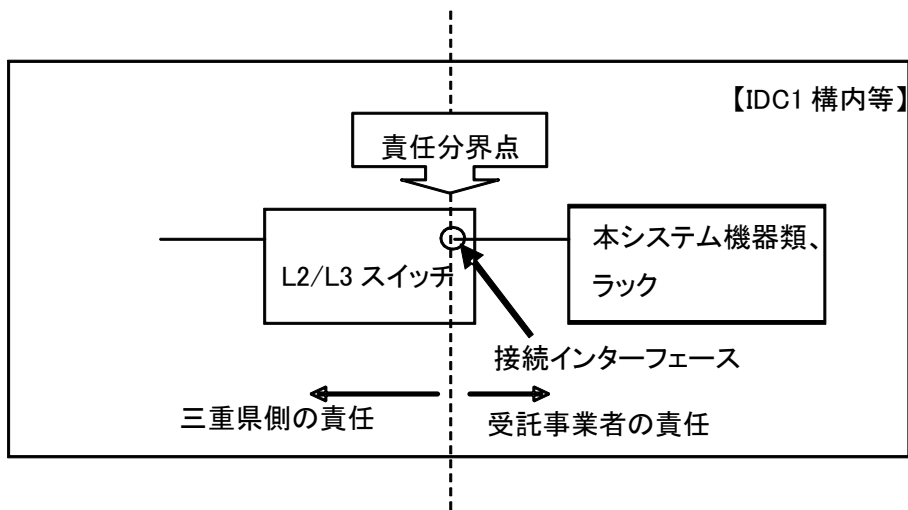 【IDC1 構内等】
責任分界点
L2/L3 スイッチ
本システム機器類、
ラック
接続インターフェース
三重県側の責任
受託事業者の責任